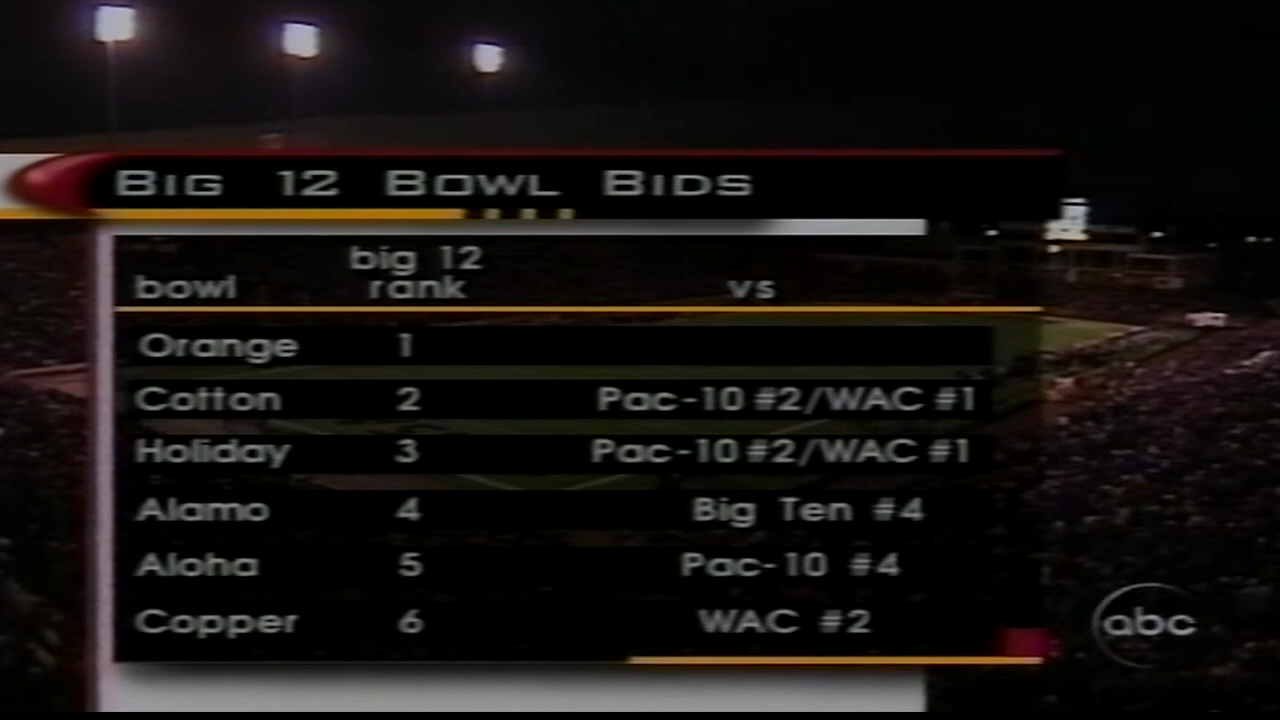 Big 12 Bowl Bids
bowl big 12 rank vs
Orange 1
Cotton 2 Pac-10 #2/WAC #1
Holiday 3 Pac-10 #2/WAC #1
Alamo 4 Big Ten #4
Aloha 5 Pac-10 #4
Copper 6 WAC #2
abc